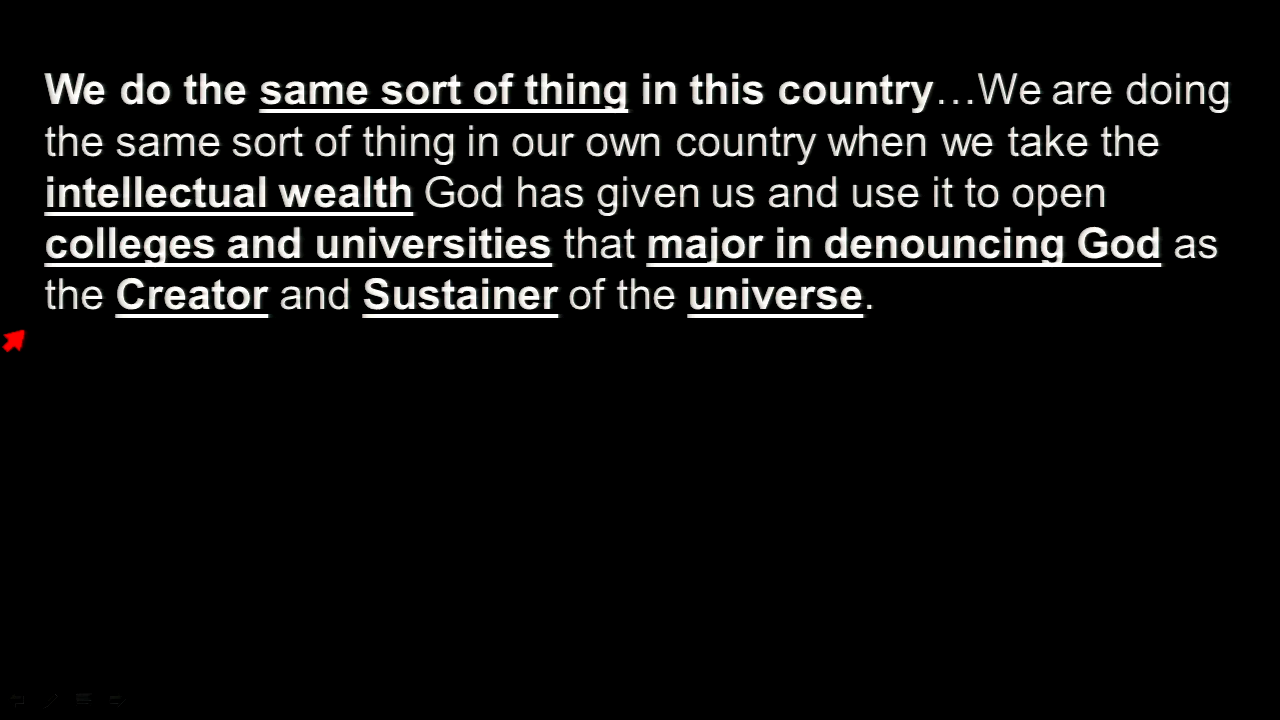 We do the same sort of thing in this country…We are doing
the same sort of thing in our own country when we take the
intellectual wealth God has given us and use it to open
colleges and universities that major in denouncing God as
the Creator and Sustainer of the universe.